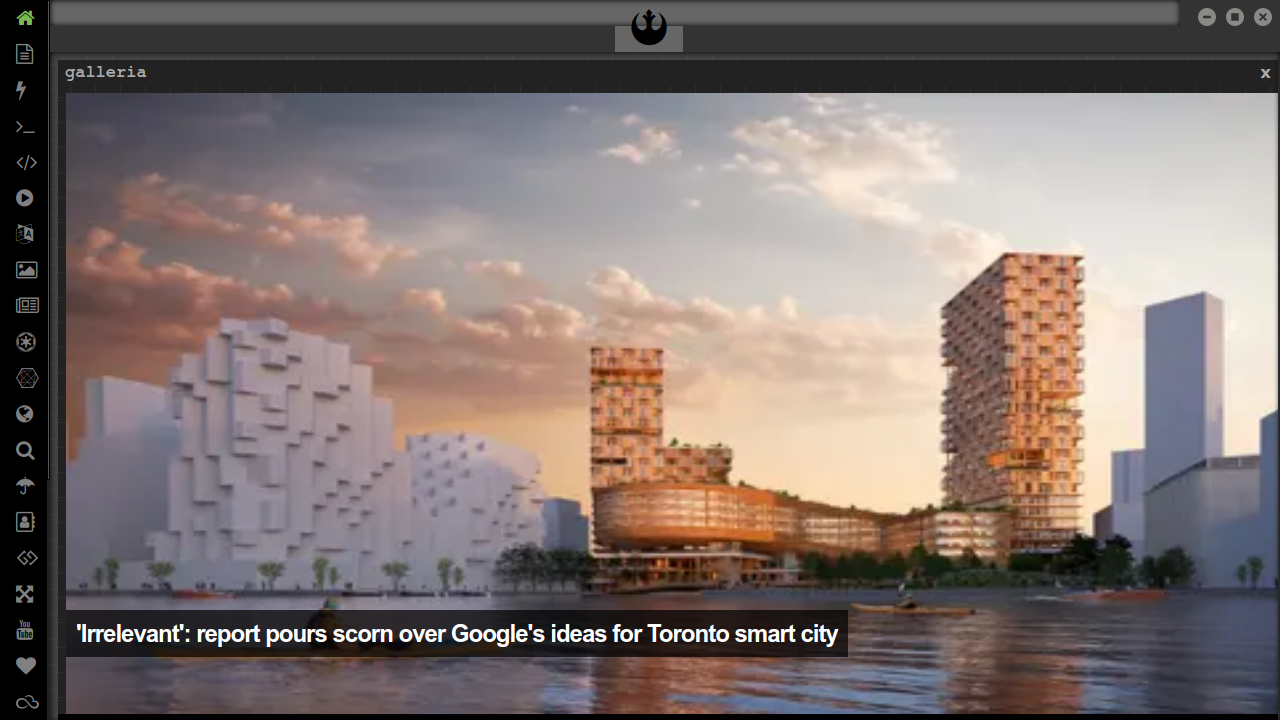 galleria
x
'Irrelevant': report pours scorn over Google's ideas for Toronto smart city
You
Tube